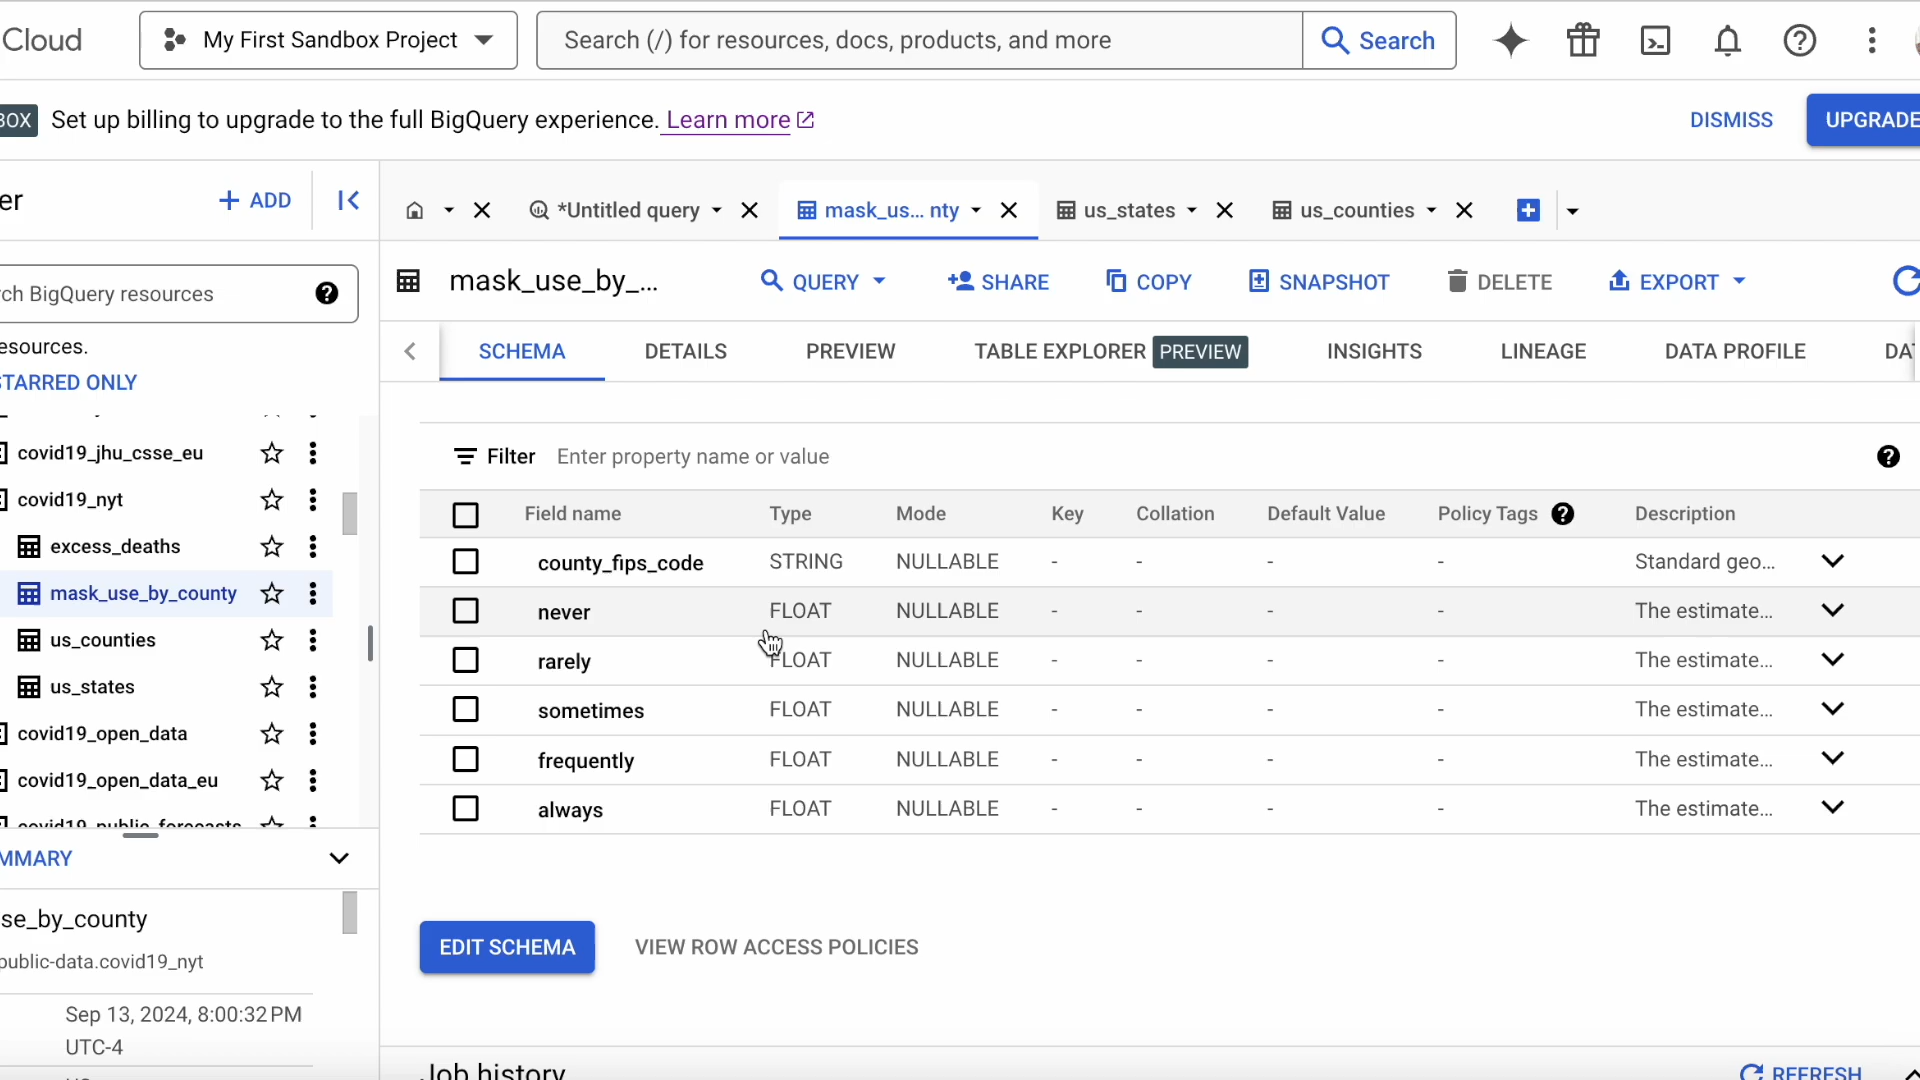 Cloud
My First Sandbox Project
Search (/) for resources, docs, products, and more
Search
BOX Set up billing to upgrade to the full BigQuery experience. Learn more
DISMISS
UPGRADE
er
+ ADD
*Untitled query
mask_us... nty
us_states
us_counties
mask_use_by_...
QUERY
SHARE
COPY
SNAPSHOT
DELETE
EXPORT
rch BigQuery resources
esources.
STARRED ONLY
SCHEMA
DETAILS
PREVIEW
TABLE EXPLORER PREVIEW
INSIGHTS
LINEAGE
DATA PROFILE
DAT
covid19_jhu_csse_eu
covid19_nyt
excess_deaths
mask_use_by_county
us_counties
us_states
covid19_open_data
covid19_open_data_eu
covid19_public_forecasts
Filter Enter property name or value
Field name Type Mode Key Collation Default Value Policy Tags Description
county_fips_code STRING NULLABLE - - - - Standard geo...
never FLOAT NULLABLE - - - - The estimate...
rarely FLOAT NULLABLE - - - - The estimate...
sometimes FLOAT NULLABLE - - - - The estimate...
frequently FLOAT NULLABLE - - - - The estimate...
always FLOAT NULLABLE - - - - The estimate...
MMARY
se_by_county
public-data.covid19_nyt
Sep 13, 2024, 8:00:32 PM
UTC-4
EDIT SCHEMA
VIEW ROW ACCESS POLICIES
Job history
REFRESH